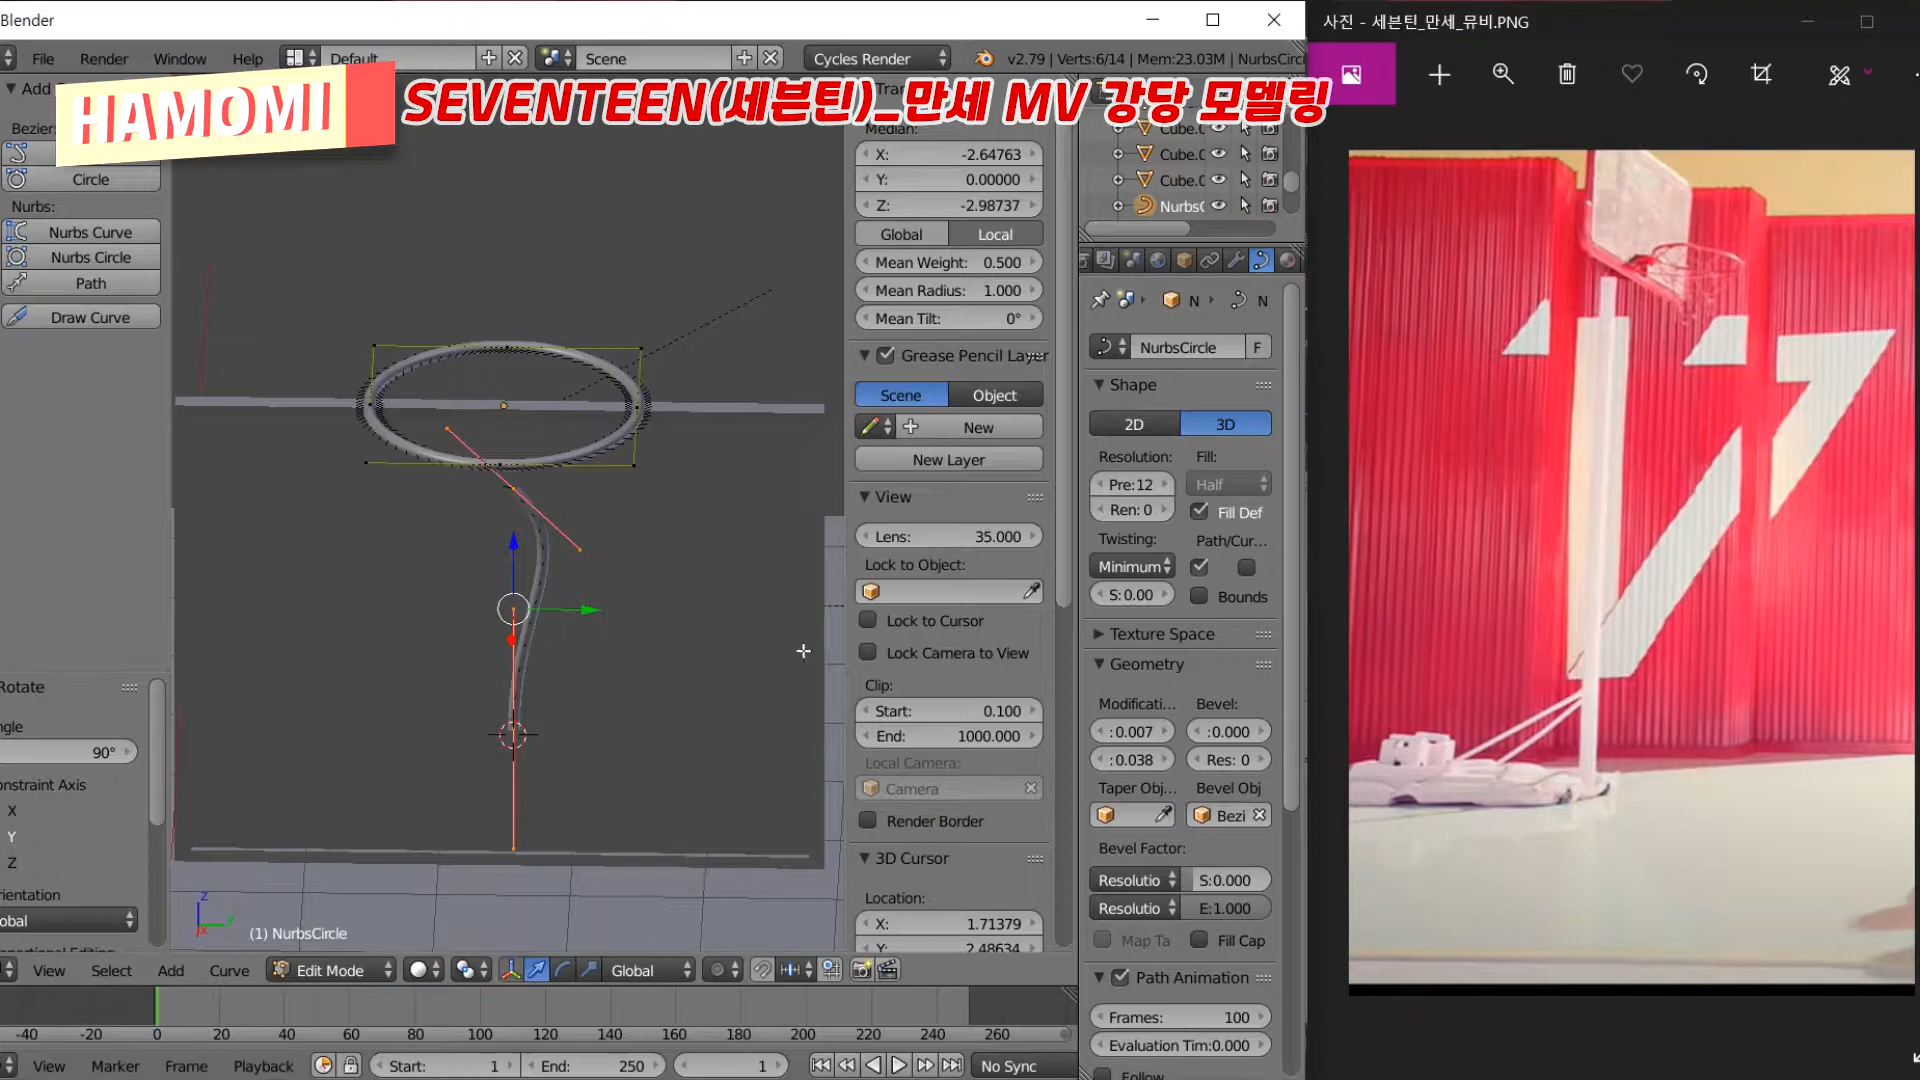 Blender
File Render Window Help Default Scene Cycles Render v2.79 | Verts:6/14 | Mem:23.03M |
HAMOMI
SEVENTEEN(세븐틴)_만세 MV 강당 모델링
Add
Bezier:
Circle
Nurbs:
Nurbs Curve
Nurbs Circle
Path
Draw Curve
Rotate
90°
X
Y
Z
(1) NurbsCircle
Median:
X: -2.64763
Y: 0.00000
Z: -2.98737
Global Local
Mean Weight: 0.500
Mean Radius: 1.000
Mean Tilt: 0°
Grease Pencil Layer
Scene Object
New
New Layer
View
Lens: 35.000
Lock to Object:
Lock to Cursor
Lock Camera to View
Clip:
Start: 0.100
End: 1000.000
Local Camera:
Camera
Render Border
3D Cursor
Location:
X: 1.71379
Y: 2.48634
Cube.0
Cube.0
Cube.0
NurbsC
N N
NurbsCircle F
Shape
2D 3D
Resolution: Fill:
Pre:12 Half
Ren: 0 Fill Def
Twisting: Path/Cur...
Minimum
S:0.00 Bounds
Texture Space
Geometry
Modificati... Bevel:
:0.007 :0.000
:0.038 Res: 0
Taper Obj... Bevel Obj
Bezi
Bevel Factor:
Resolutio S:0.000
Resolutio E:1.000
Map Ta Fill Cap
Path Animation
Frames: 100
Evaluation Tim:0.000
Follow
View Select Add Curve Edit Mode Global
-40 -20 0 20 40 60 80 100 120 140 160 180 200 220 240 260
View Marker Frame Playback Start: 1 End: 250 1 No Sync
사진 - 세븐틴_만세_뮤비.PNG